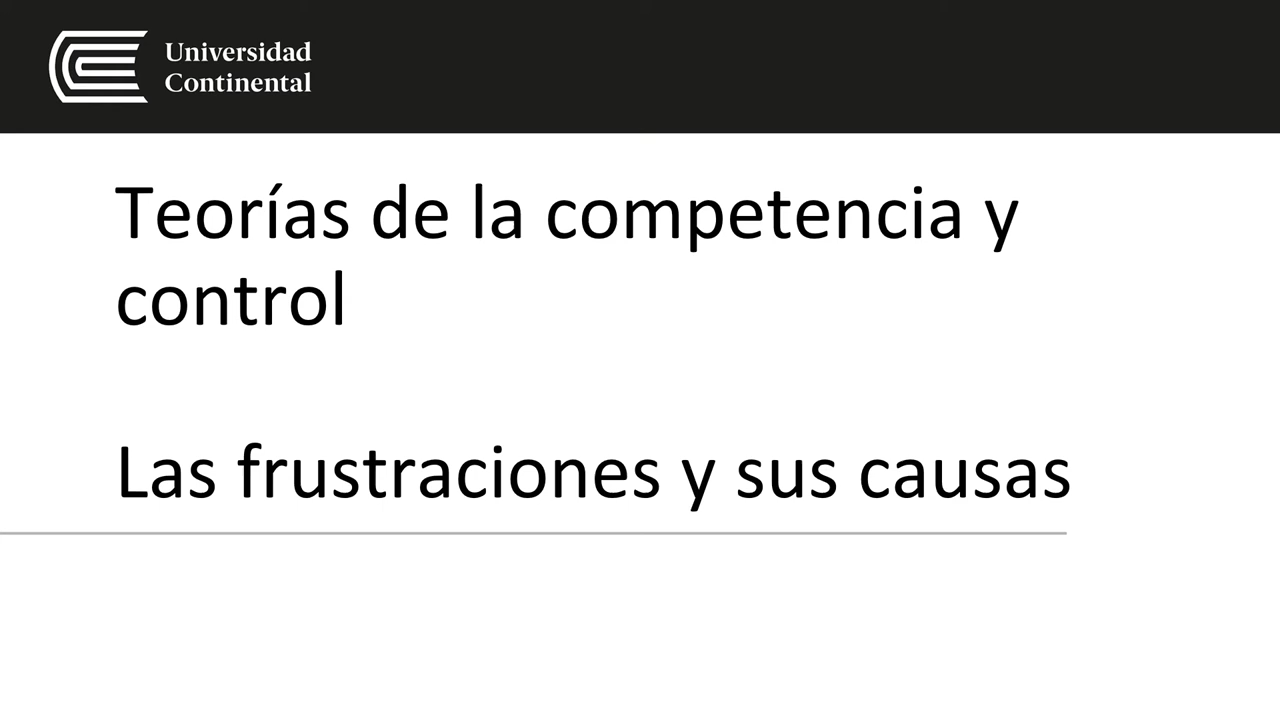 Universidad
Continental
Teorías de la competencia y
control
Las frustraciones y sus causas